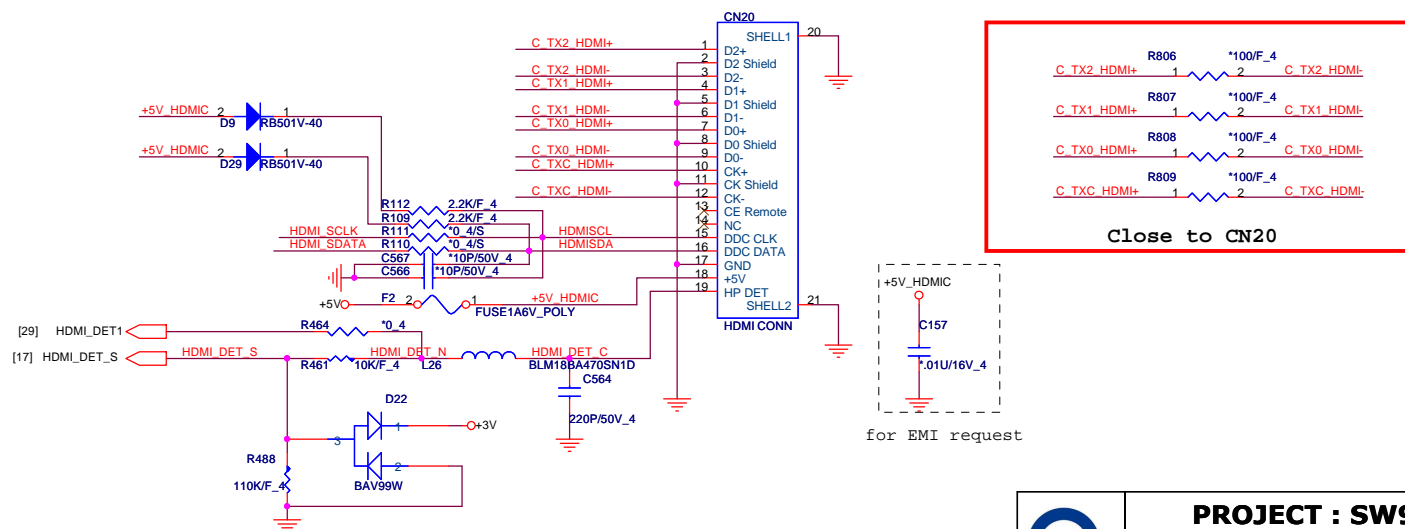 CN20
SHELL1 20
C_TX2_HDMI+ 1 D2+
2 D2 Shield
C_TX2_HDMI- 3 D2-
C_TX1_HDMI+ 4 D1+
5 D1 Shield
C_TX1_HDMI- 6 D1-
C_TX0_HDMI+ 7 D0+
8 D0 Shield
C_TX0_HDMI- 9 D0-
C_TXC_HDMI+ 10 CK+
11 CK Shield
C_TXC_HDMI- 12 CK-
13 CE Remote
14 NC
HDMISCL 15 DDC CLK
HDMISDA 16 DDC DATA
17 GND
18 +5V
19 HP DET
SHELL2 21
HDMI CONN
+5V_HDMIC 2 1
D9 RB501V-40
+5V_HDMIC 2 1
D29 RB501V-40
R112 2.2K/F_4
R109 2.2K/F_4
HDMI_SCLK R111 *0_4/S
HDMI_SDATA R110 *0_4/S
C567 *10P/50V_4
C566 *10P/50V_4
+5V F2 2 1 +5V_HDMIC
FUSE1A6V_POLY
[29] HDMI_DET1 R464 *0_4
[17] HDMI_DET_S HDMI_DET_S HDMI_DET_N HDMI_DET_C
R461 10K/F_4 L26 BLM18BA470SN1D
C564
220P/50V_4
D22
1 +3V
3
2
BAV99W
R488
110K/F_4
R806 *100/F_4
C_TX2_HDMI+ 1 2 C_TX2_HDMI-
R807 *100/F_4
C_TX1_HDMI+ 1 2 C_TX1_HDMI-
R808 *100/F_4
C_TX0_HDMI+ 1 2 C_TX0_HDMI-
R809 *100/F_4
C_TXC_HDMI+ 1 2 C_TXC_HDMI-
Close to CN20
+5V_HDMIC
C157
*.01U/16V_4
for EMI request
PROJECT : SW9